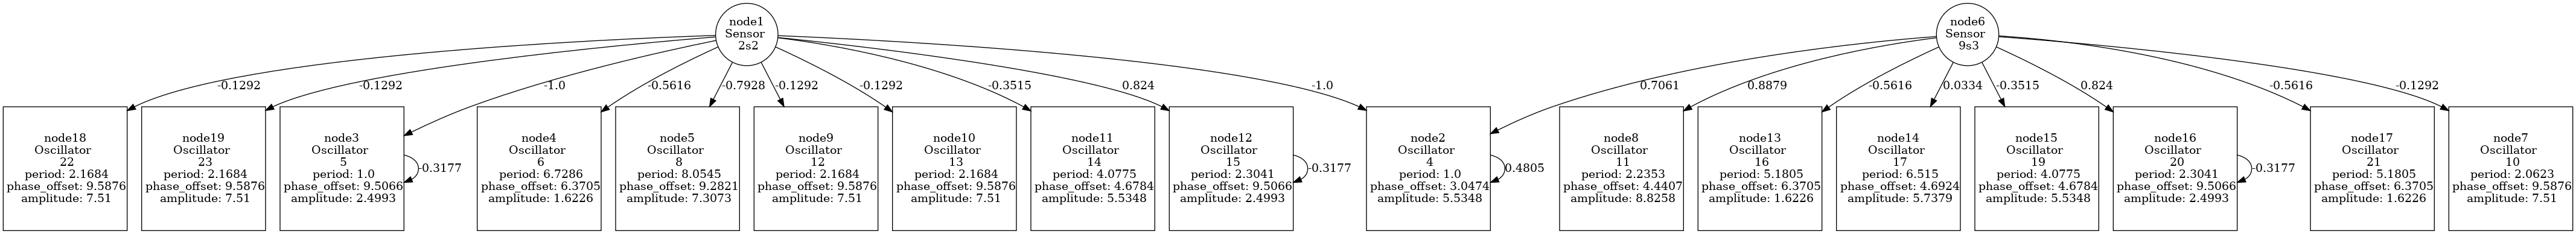 node1
Sensor
2s2
node6
Sensor
9s3
-0.1292
-0.1292
-1.0
-0.5616
-0.7928
-0.1292
-0.1292
-0.3515
0.824
-1.0
0.7061
0.8879
-0.5616
0.0334
-0.3515
0.824
-0.5616
-0.1292
node18
Oscillator
22
period: 2.1684
phase_offset: 9.5876
amplitude: 7.51
node19
Oscillator
23
period: 2.1684
phase_offset: 9.5876
amplitude: 7.51
node3
Oscillator
5
period: 1.0
phase_offset: 9.5066
amplitude: 2.4993
-0.3177
node4
Oscillator
6
period: 6.7286
phase_offset: 6.3705
amplitude: 1.6226
node5
Oscillator
8
period: 8.0545
phase_offset: 9.2821
amplitude: 7.3073
node9
Oscillator
12
period: 2.1684
phase_offset: 9.5876
amplitude: 7.51
node10
Oscillator
13
period: 2.1684
phase_offset: 9.5876
amplitude: 7.51
node11
Oscillator
14
period: 4.0775
phase_offset: 4.6784
amplitude: 5.5348
node12
Oscillator
15
period: 2.3041
phase_offset: 9.5066
amplitude: 2.4993
-0.3177
node2
Oscillator
4
period: 1.0
phase_offset: 3.0474
amplitude: 5.5348
0.4805
node8
Oscillator
11
period: 2.2353
phase_offset: 4.4407
amplitude: 8.8258
node13
Oscillator
16
period: 5.1805
phase_offset: 6.3705
amplitude: 1.6226
node14
Oscillator
17
period: 6.515
phase_offset: 4.6924
amplitude: 5.7379
node15
Oscillator
19
period: 4.0775
phase_offset: 4.6784
amplitude: 5.5348
node16
Oscillator
20
period: 2.3041
phase_offset: 9.5066
amplitude: 2.4993
-0.3177
node17
Oscillator
21
period: 5.1805
phase_offset: 6.3705
amplitude: 1.6226
node7
Oscillator
10
period: 2.0623
phase_offset: 9.5876
amplitude: 7.51